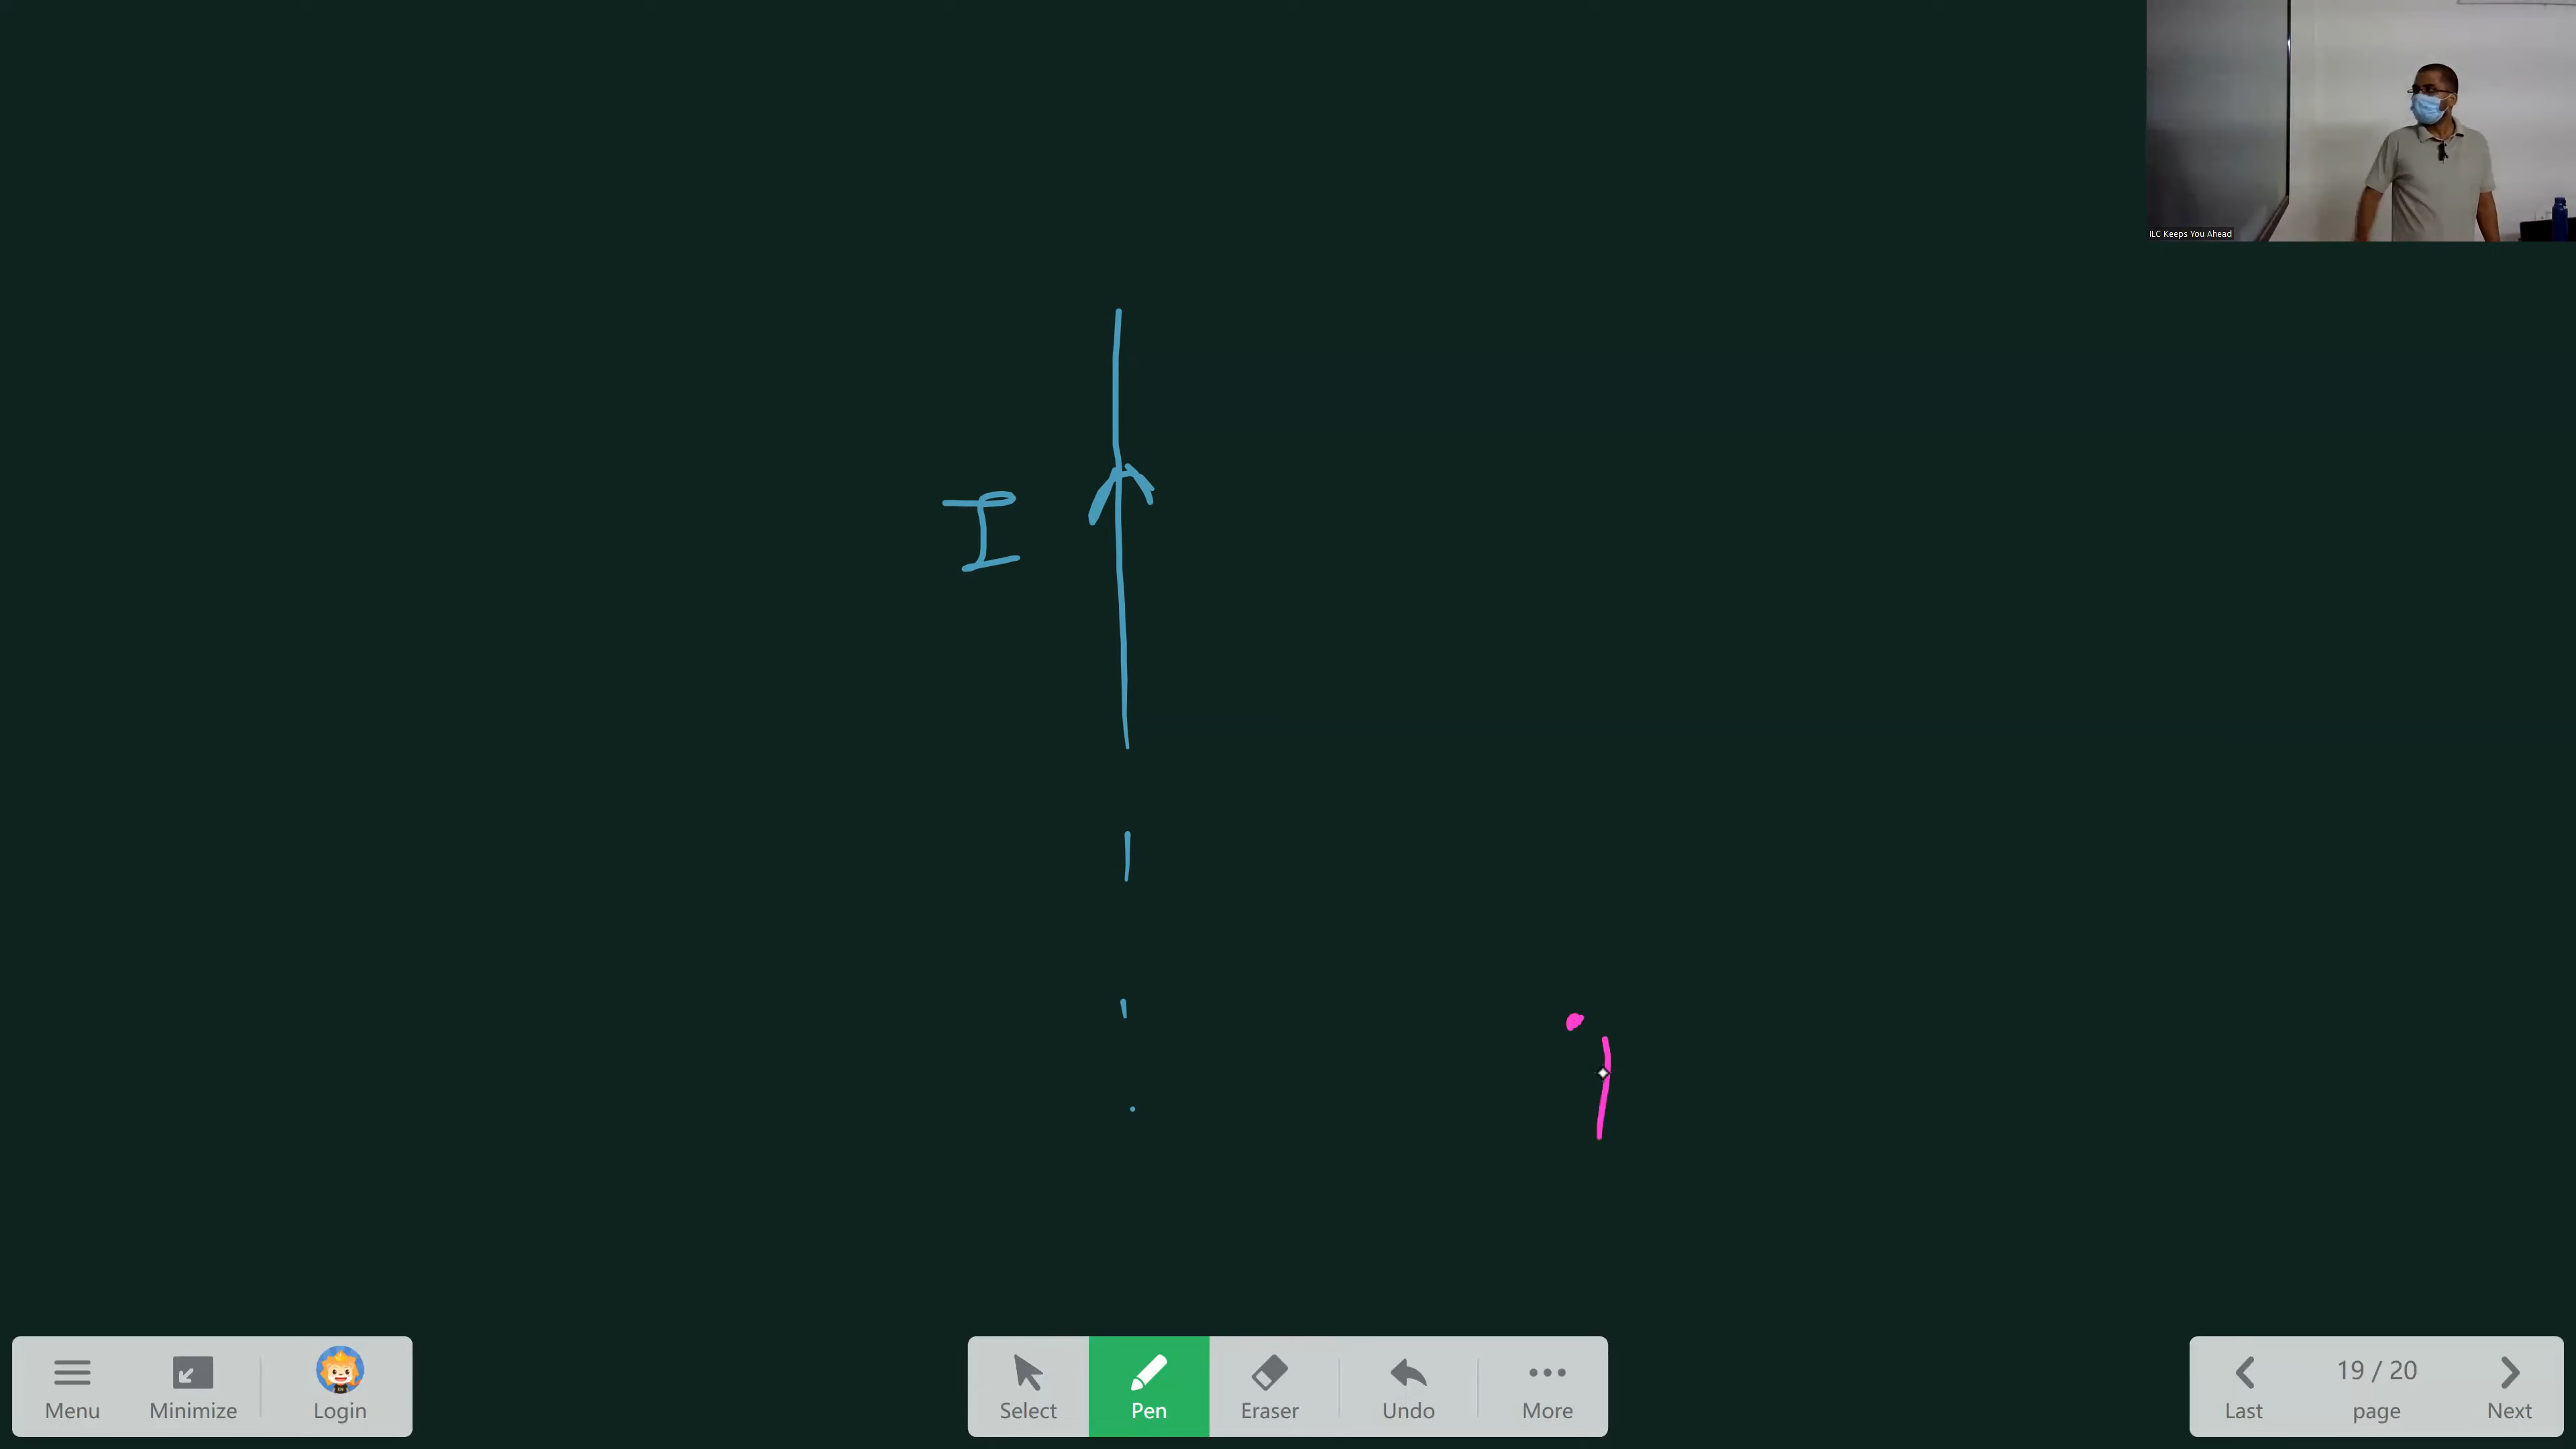 ILC Keeps You Ahead
I
Menu
Minimize
Login
Select
Pen
Eraser
Undo
More
Last
19 / 20
page
Next